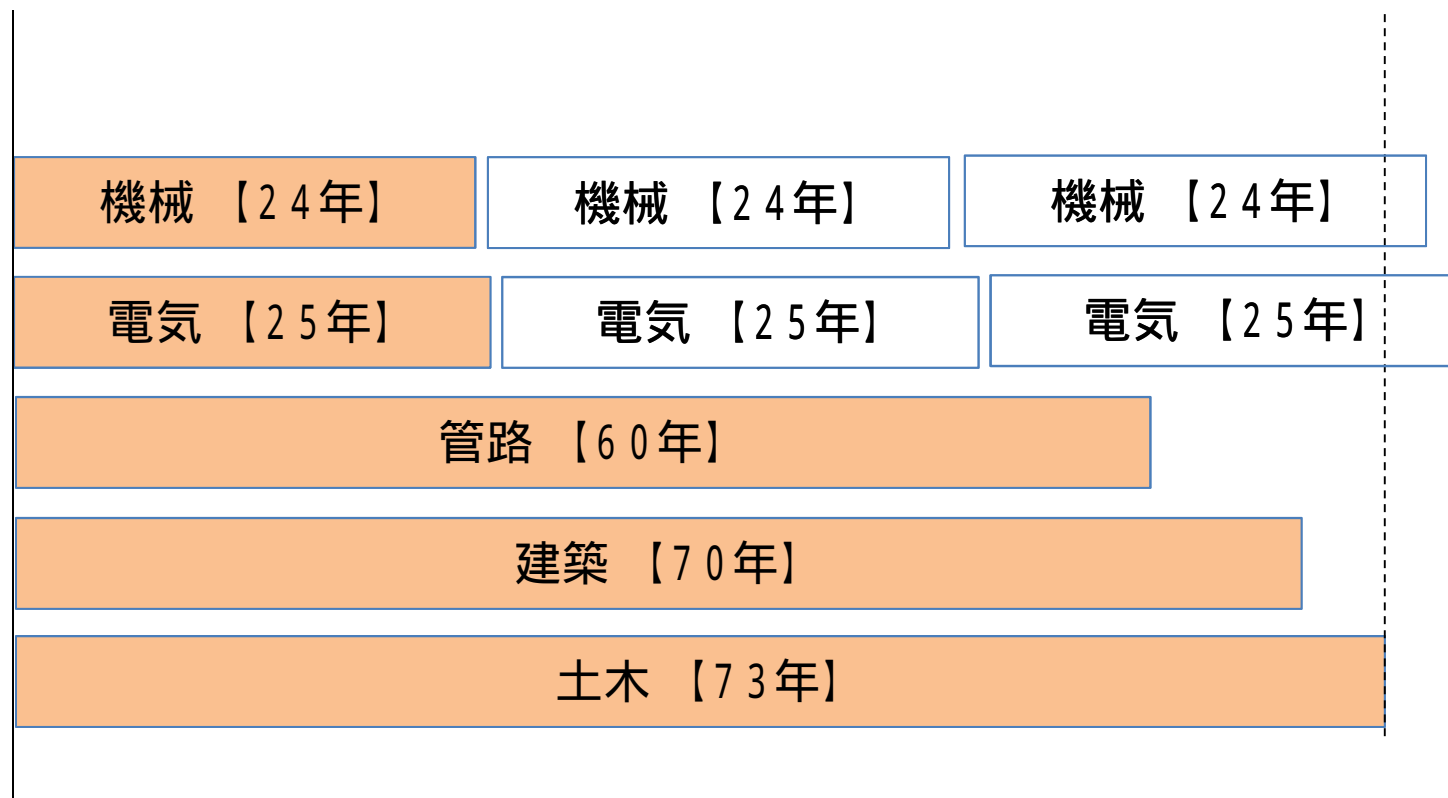 機械 【24年】 機械 【24年】 機械 【24年】
電気 【25年】 電気 【25年】 電気 【25年】
管路 【60年】
建築 【70年】
土木 【73年】